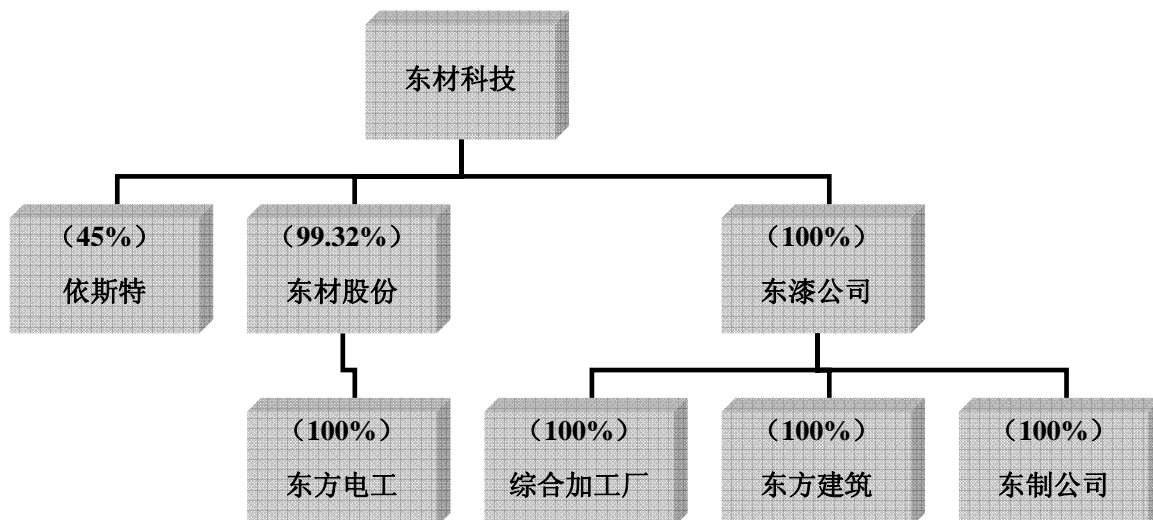 东材科技
（45%）
依斯特
（99.32%）
东材股份
（100%）
东漆公司
（100%）
东方电工
（100%）
综合加工厂
（100%）
东方建筑
（100%）
东制公司